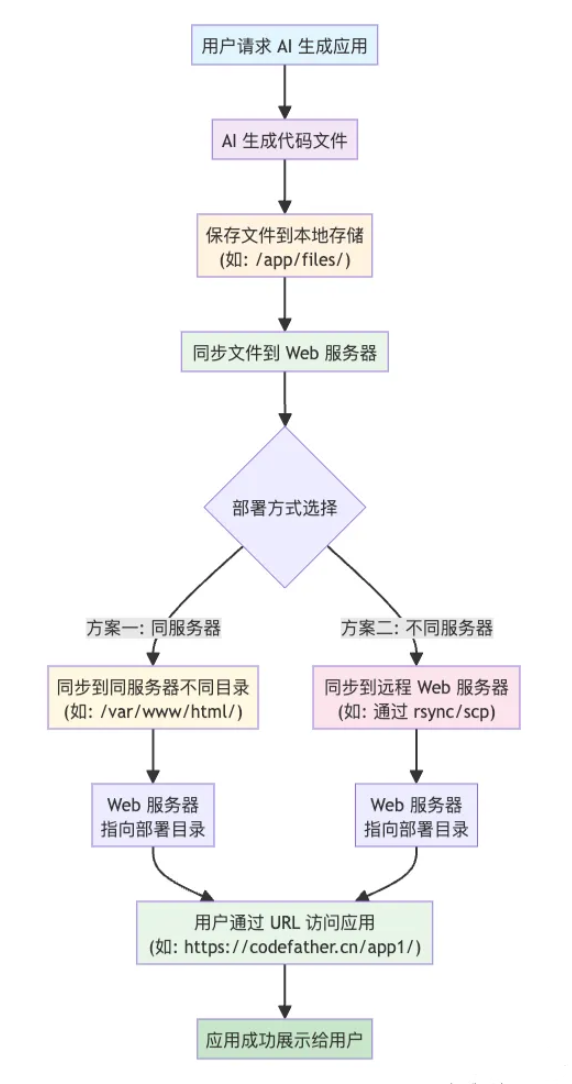 用户请求 AI 生成应用
AI 生成代码文件
保存文件到本地存储
(如: /app/files/)
同步文件到 Web 服务器
部署方式选择
方案一: 同服务器
方案二: 不同服务器
同步到同服务器不同目录
(如: /var/www/html/)
同步到远程 Web 服务器
(如: 通过 rsync/scp)
Web 服务器
指向部署目录
Web 服务器
指向部署目录
用户通过 URL 访问应用
(如: https://codefather.cn/app1/)
应用成功展示给用户